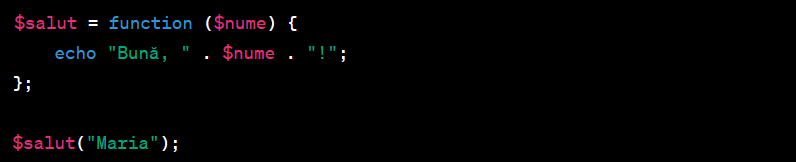 $salut = function ($nume) {
    echo "Bună, " . $nume . "!";
};

$salut("Maria");